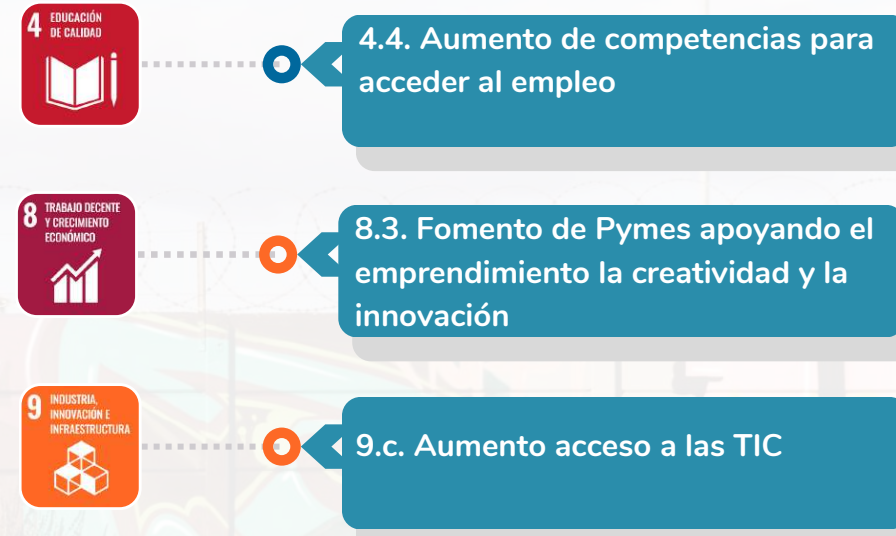 4 EDUCACIÓN
DE CALIDAD
4.4. Aumento de competencias para
acceder al empleo
8 TRABAJO DECENTE
Y CRECIMIENTO
ECONÓMICO
8.3. Fomento de Pymes apoyando el
emprendimiento la creatividad y la
innovación
9 INDUSTRIA,
INNOVACIÓN E
INFRAESTRUCTURA
9.c. Aumento acceso a las TIC